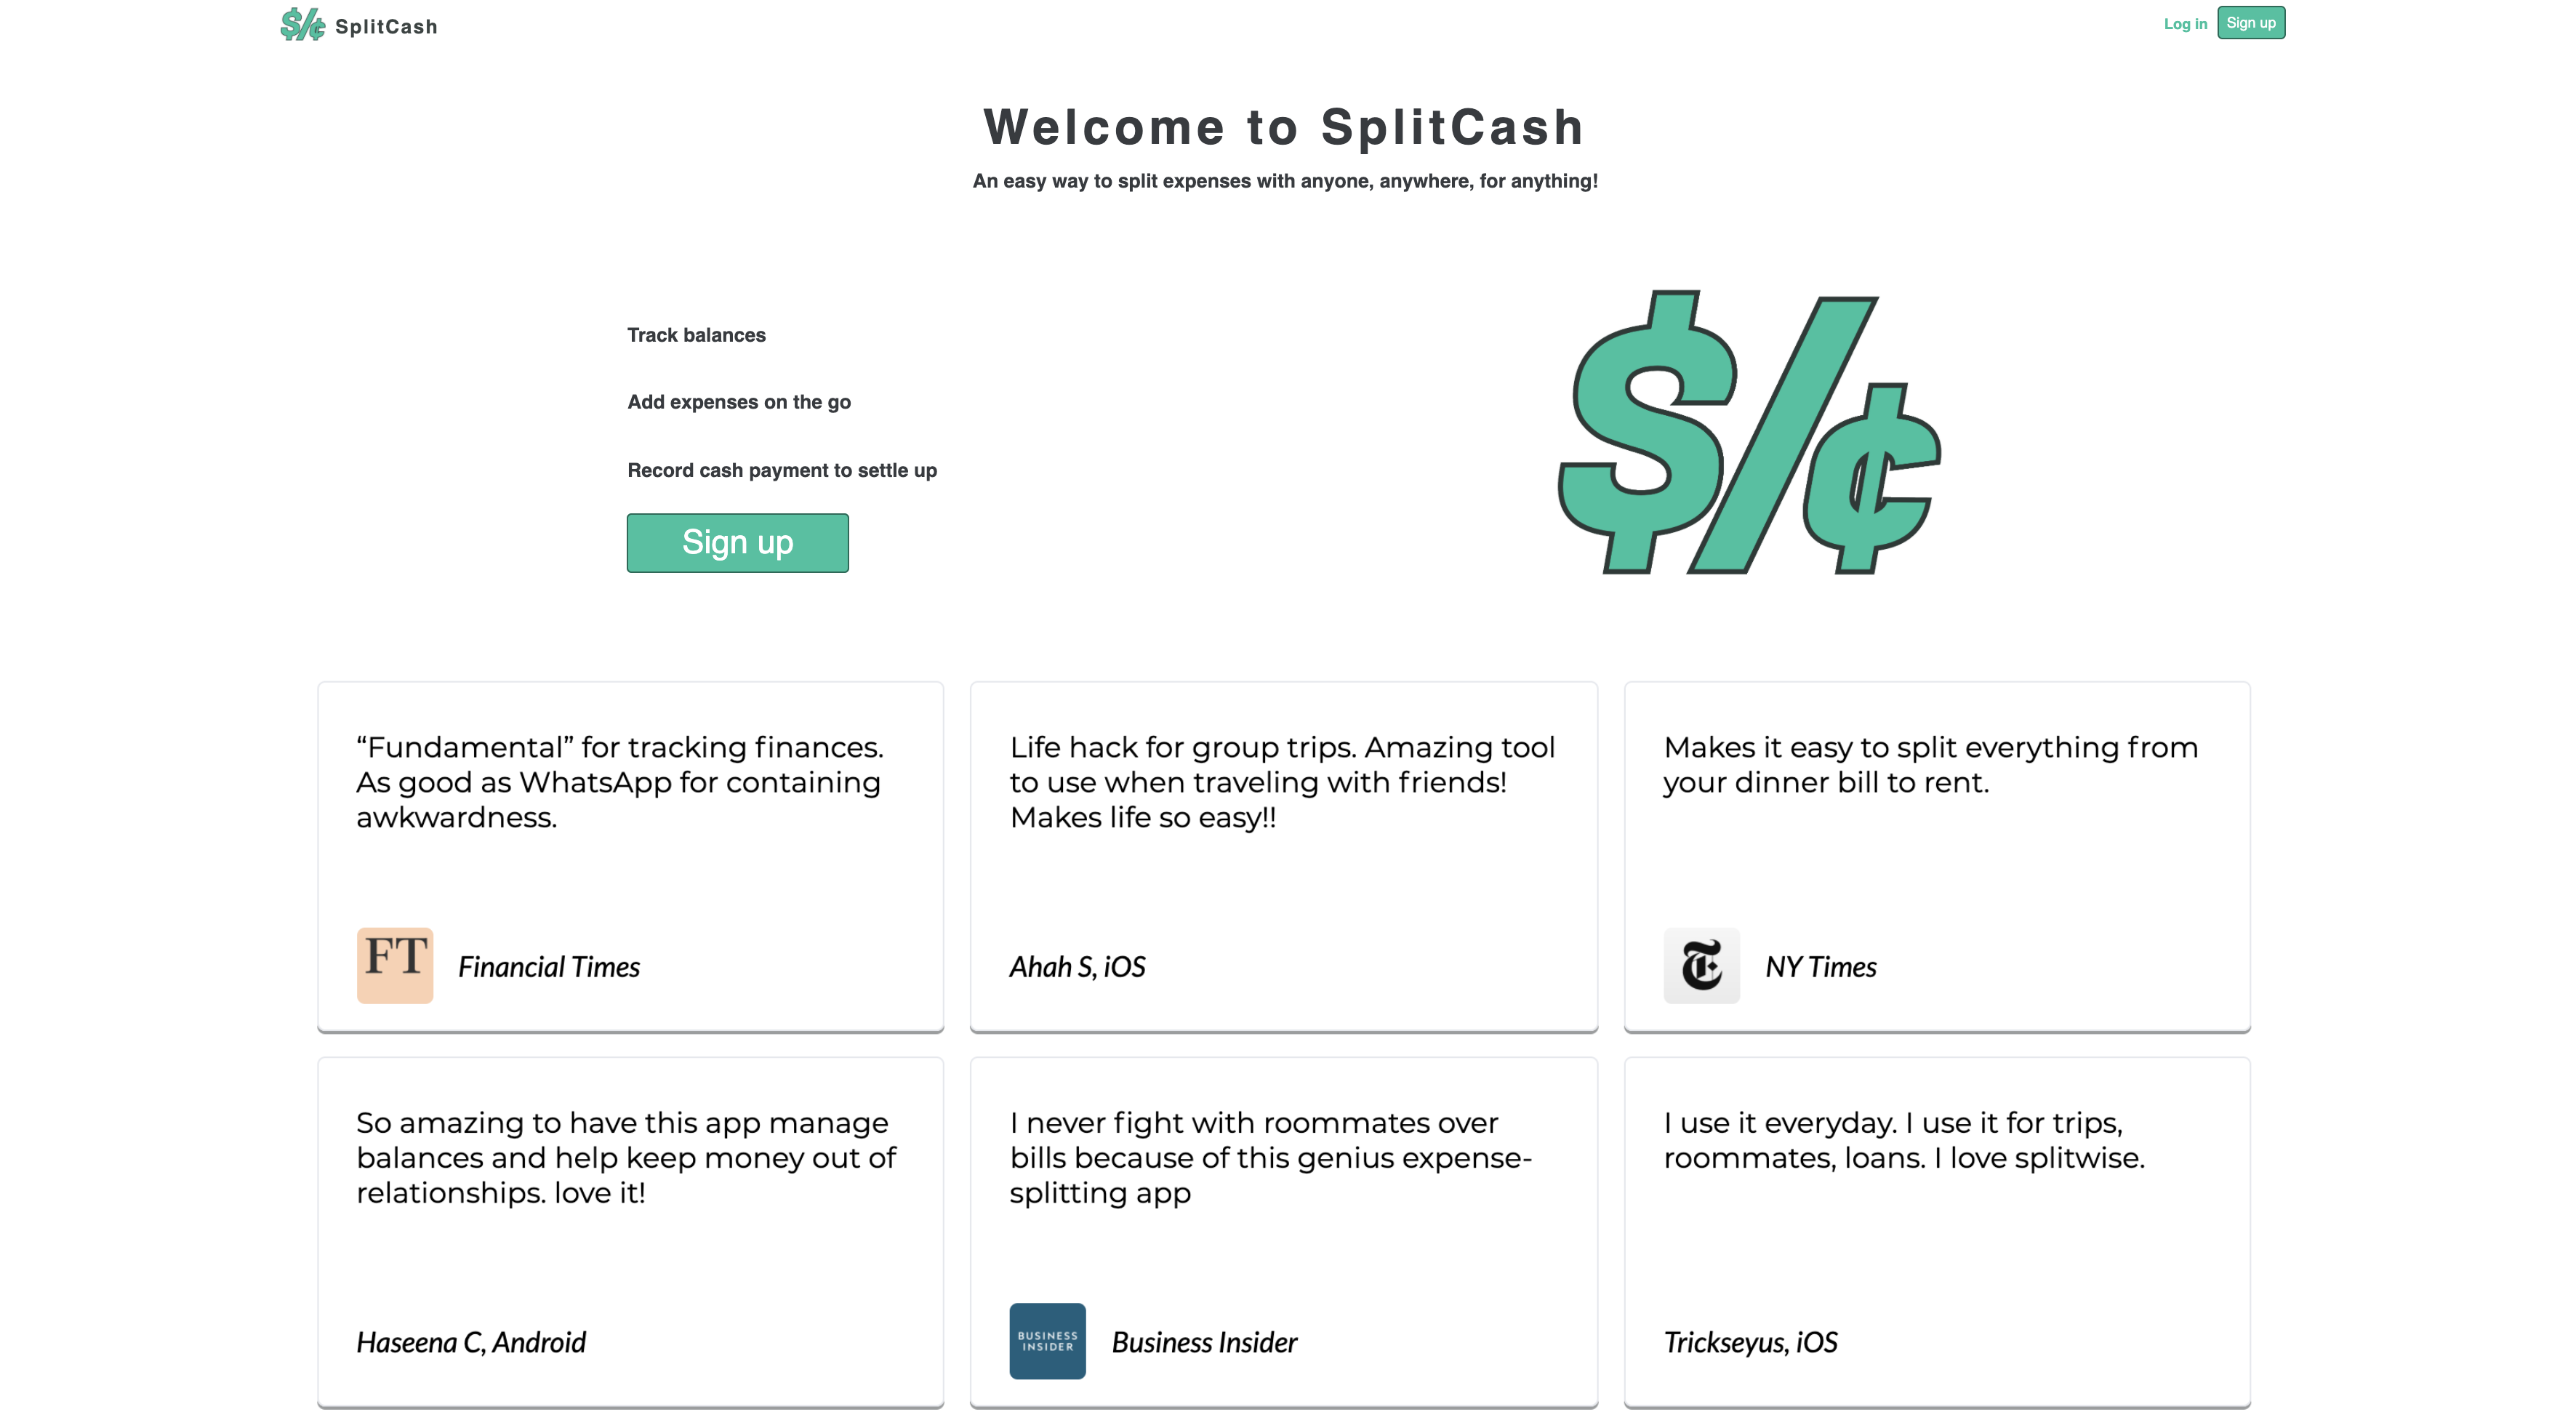 $/¢ SplitCash
Log in
Sign up
Welcome to SplitCash
An easy way to split expenses with anyone, anywhere, for anything!
Track balances
Add expenses on the go
Record cash payment to settle up
Sign up
$/¢
“Fundamental” for tracking finances.
As good as WhatsApp for containing
awkwardness.
FT
Financial Times
Life hack for group trips. Amazing tool
to use when traveling with friends!
Makes life so easy!!
Ahah S, iOS
Makes it easy to split everything from
your dinner bill to rent.
T
NY Times
So amazing to have this app manage
balances and help keep money out of
relationships. love it!
Haseena C, Android
I never fight with roommates over
bills because of this genius expense-
splitting app
BUSINESS
INSIDER
Business Insider
I use it everyday. I use it for trips,
roommates, loans. I love splitwise.
Trickseyus, iOS